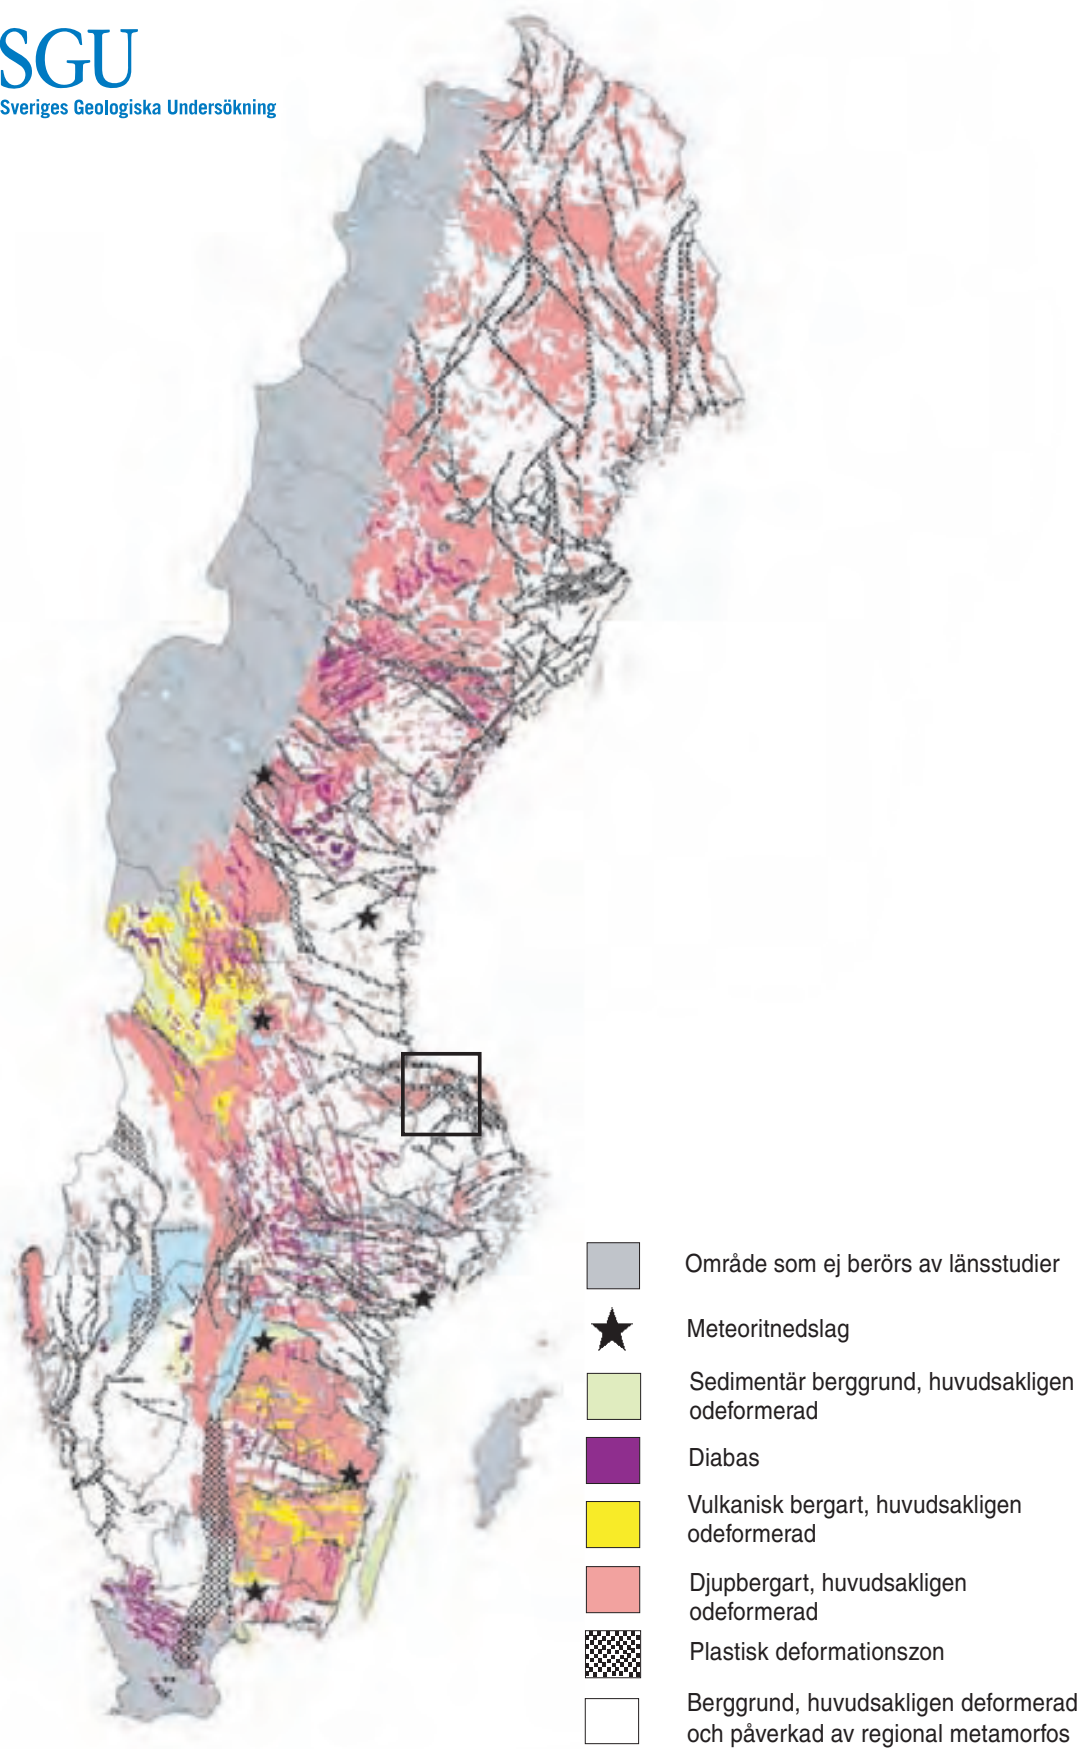 SGU
Sveriges Geologiska Undersökning
Område som ej berörs av länsstudier
Meteoritnedslag
Sedimentär berggrund, huvudsakligen
odeformerad
Diabas
Vulkanisk bergart, huvudsakligen
odeformerad
Djupbergart, huvudsakligen
odeformerad
Plastisk deformationszon
Berggrund, huvudsakligen deformerad
och påverkad av regional metamorfos